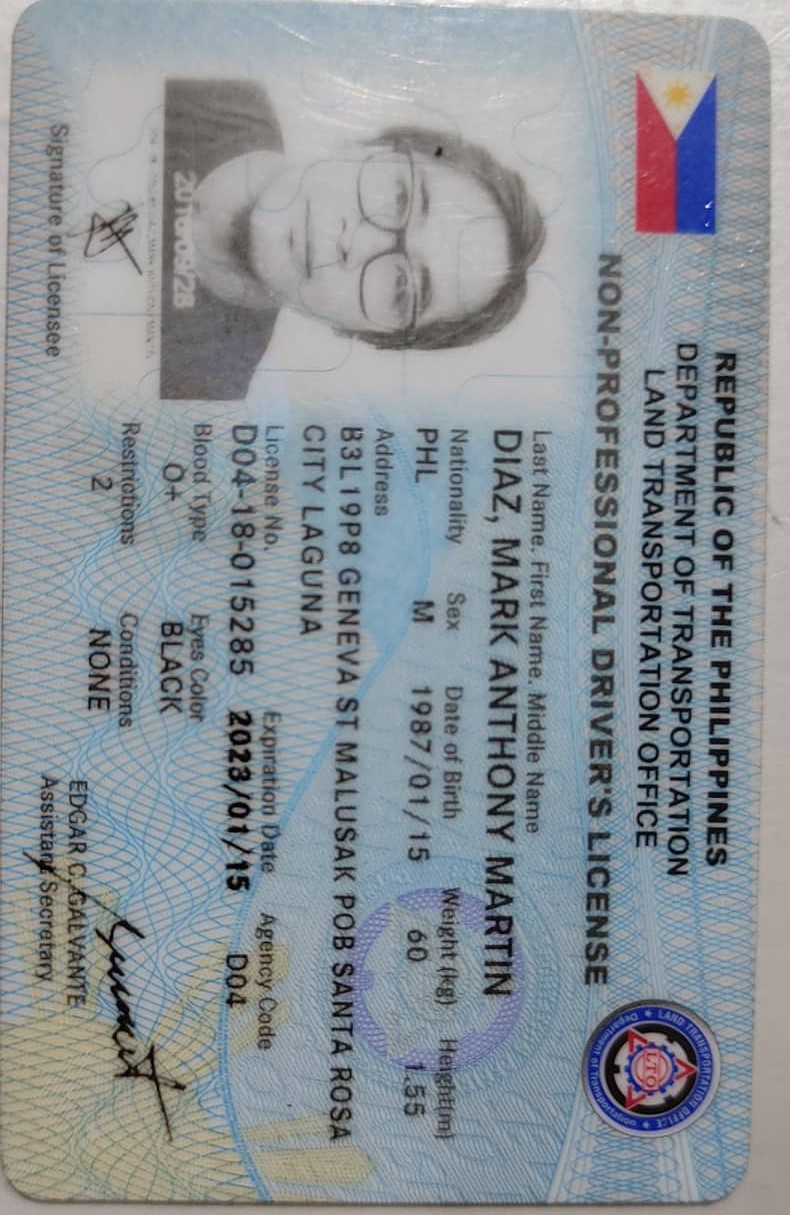 REPUBLIC OF THE PHILIPPINES
DEPARTMENT OF TRANSPORTATION
LAND TRANSPORTATION OFFICE
LAND TRANSPORTATION OFFICE
LTO
Department of Transportation
NON-PROFESSIONAL DRIVER'S LICENSE
Last Name. First Name. Middle Name
DIAZ, MARK ANTHONY MARTIN
Nationality Sex Date of Birth Weight (kg) Height(m)
PHL M 1987/01/15 60 1.55
Address
B3L19P8 GENEVA ST MALUSAK POB SANTA ROSA
CITY LAGUNA
License No. Expiration Date Agency Code
D04-18-015285 2023/01/15 D04
Blood Type Eyes Color
O+ BLACK
Restrictions Conditions
2 NONE
2018/09/28
Signature of Licensee
EDGAR C. GALVANTE
Assistant Secretary